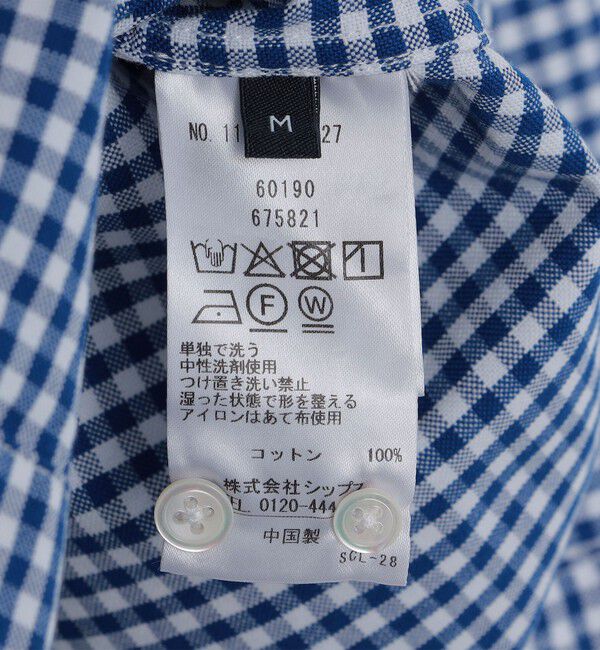 M
NO. 11 27
60190
675821
F W
単独で洗う
中性洗剤使用
つけ置き洗い禁止
湿った状態で形を整える
アイロンはあて布使用
コットン 100%
株式会社シップス
TEL. 0120-444
中国製
SCL-28